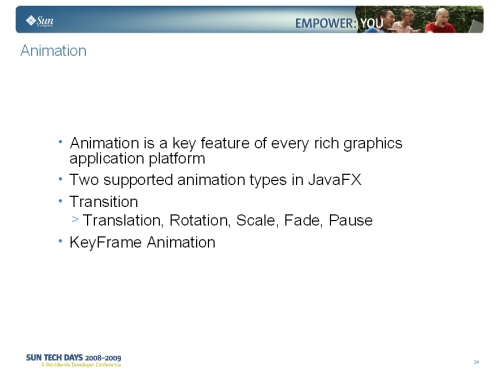 Sun
EMPOWER: YOU
Animation
• Animation is a key feature of every rich graphics
application platform
• Two supported animation types in JavaFX
• Transition
> Translation, Rotation, Scale, Fade, Pause
• KeyFrame Animation
SUN TECH DAYS 2008–2009
A Worldwide Developer Conference